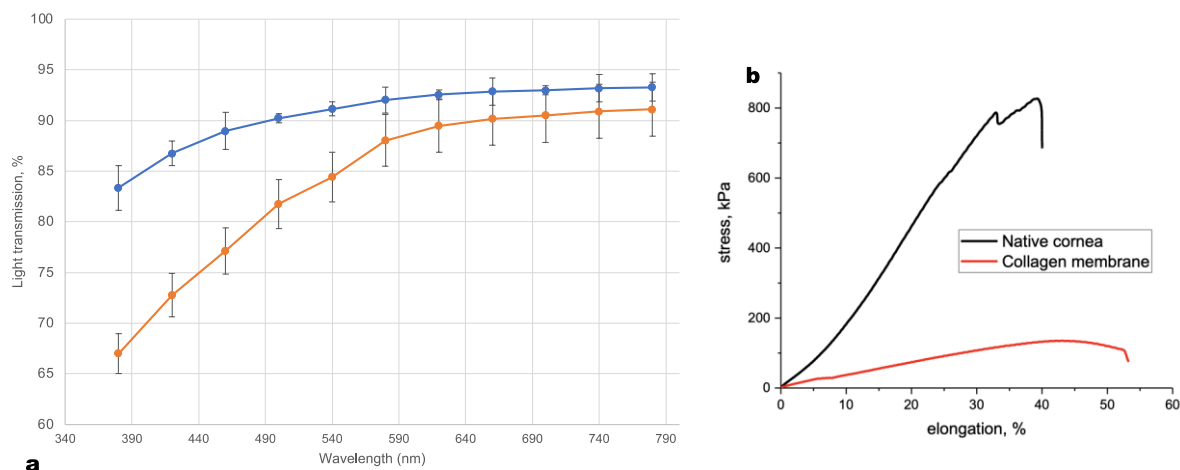 100
95
90
85
80
75
70
65
60
Light transmission, %
340 390 440 490 540 590 640 690 740 790
Wavelength (nm)
a
b
800
600
400
200
0
stress, kPa
Native cornea
Collagen membrane
0 10 20 30 40 50 60
elongation, %